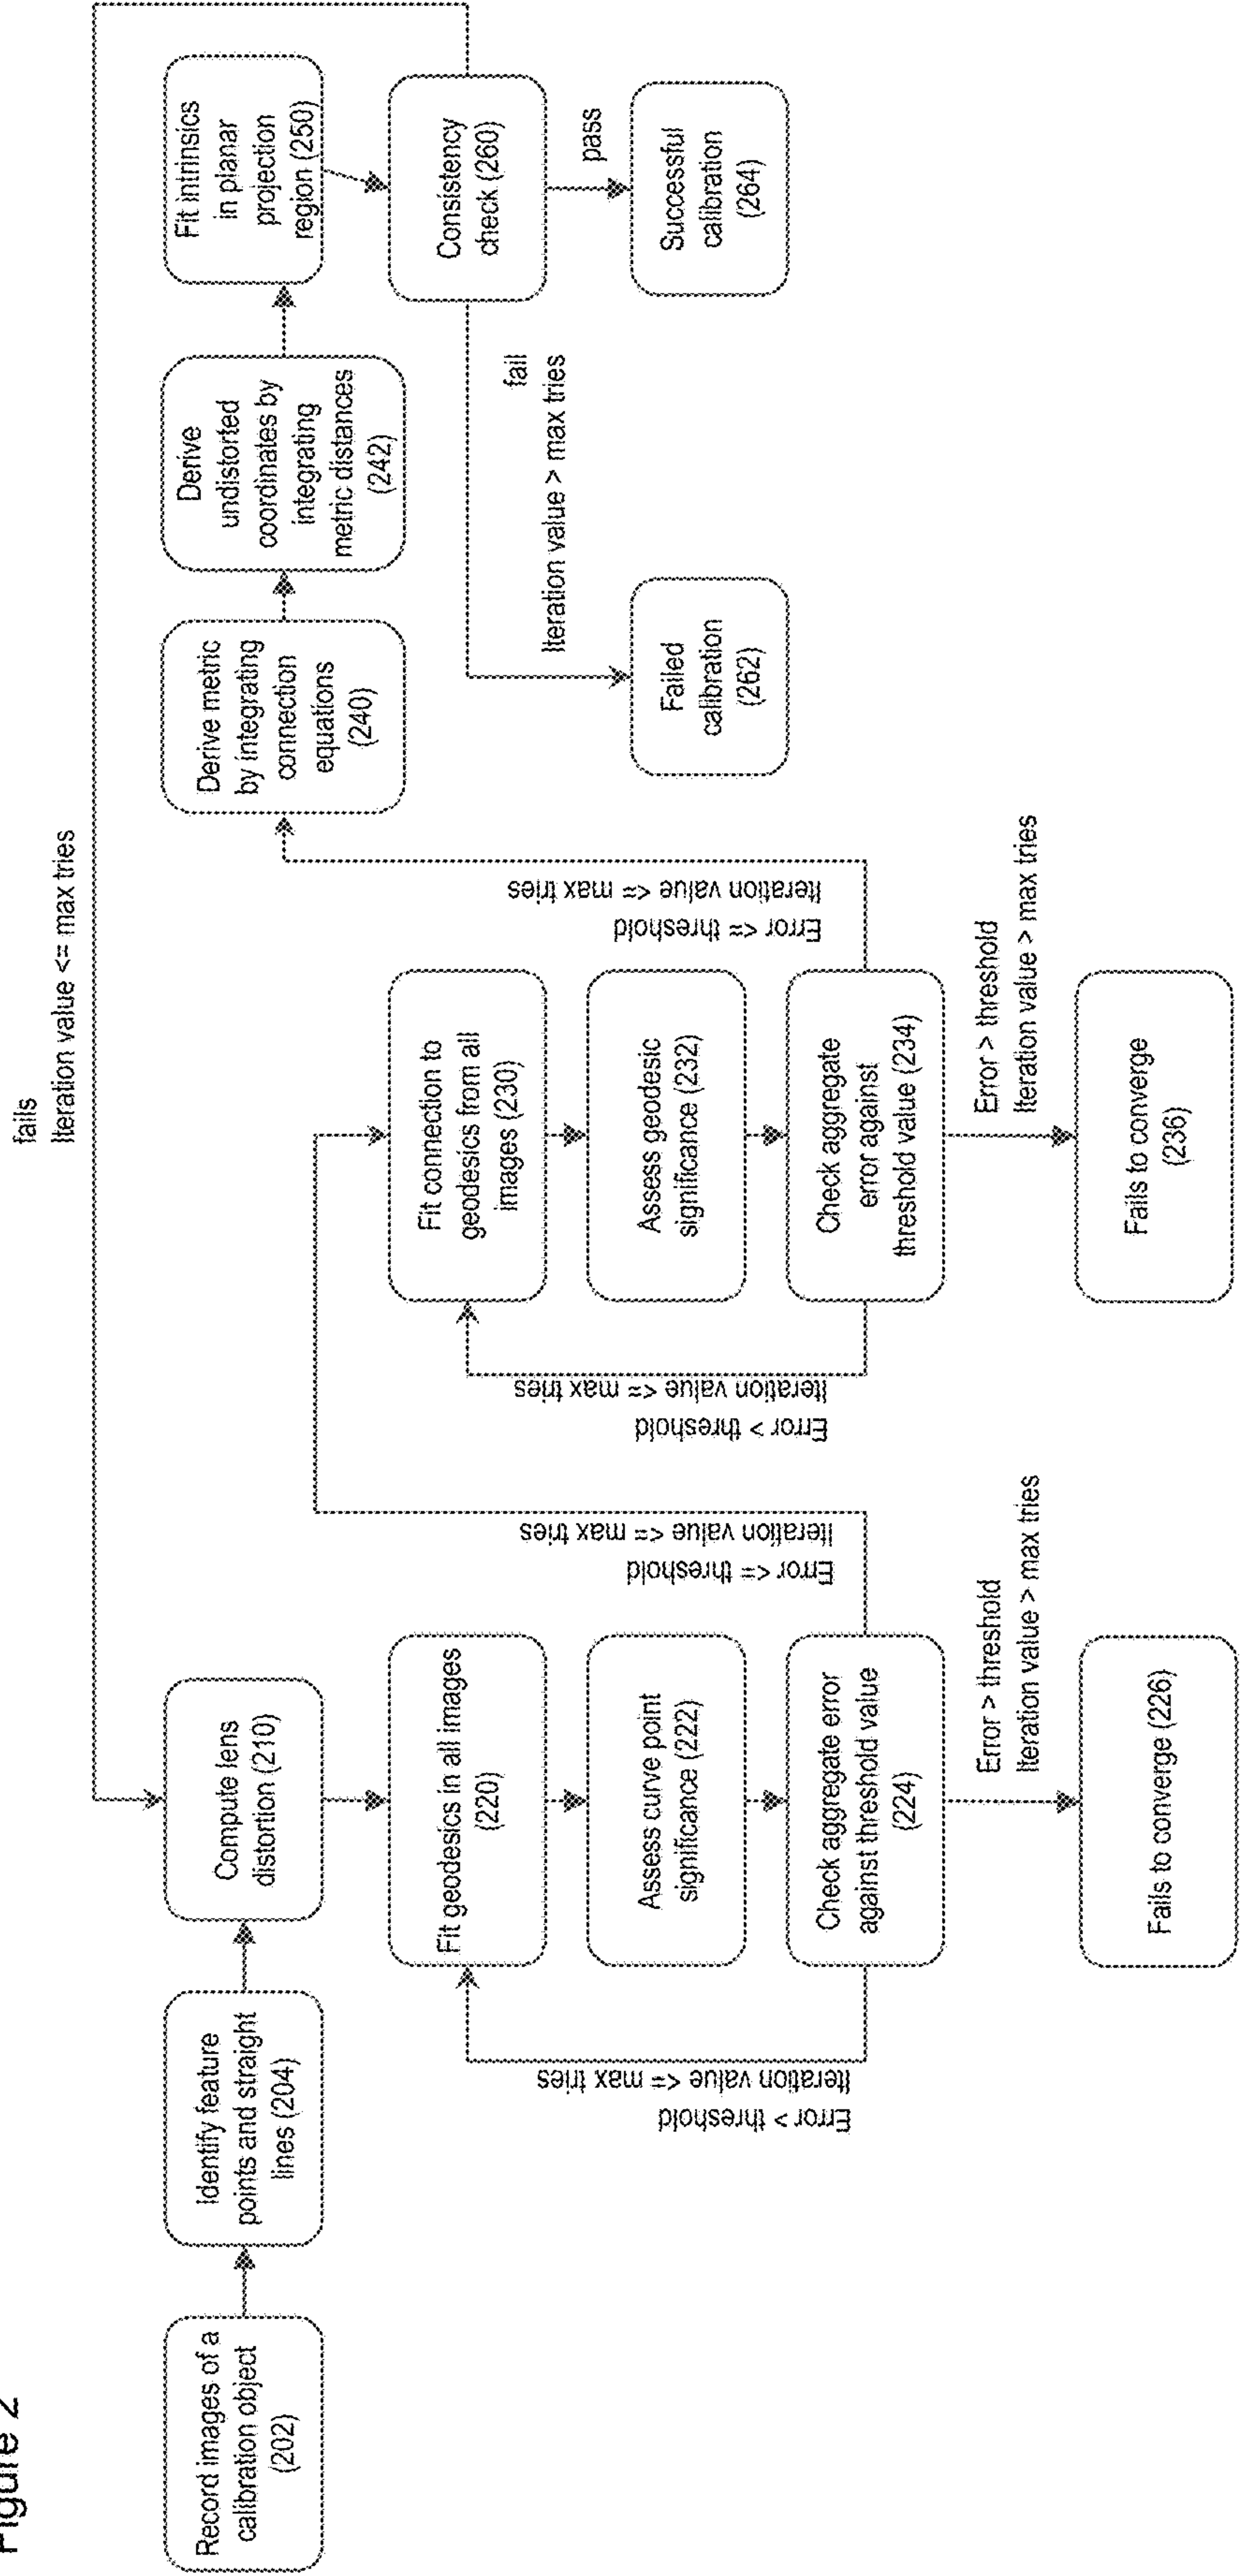 Figure 2
fails
Iteration value <= max tries
Record images of a
calibration object
(202)
Identify feature
points and straight
lines (204)
Compute lens
distortion (210)
Fit geodesics in all images
(220)
Assess curve point
significance (222)
Check aggregate error
against threshold value
(224)
Error > threshold
Iteration value <= max tries
Error > threshold
Iteration value > max tries
Fails to converge (226)
Error <= threshold
Iteration value <= max tries
Fit connection to
geodesics from all
images (230)
Assess geodesic
significance (232)
Check aggregate
error against
threshold value (234)
Error > threshold
Iteration value <= max tries
Error > threshold
Iteration value > max tries
Fails to converge
(236)
Error <= threshold
Iteration value <= max tries
Derive metric
by integrating
connection
equations
(240)
Derive
undistorted
coordinates by
integrating
metric distances
(242)
Fit intrinsics
in planar
projection
region (250)
Consistency
check (260)
fail
Iteration value > max tries
Failed
calibration
(262)
pass
Successful
calibration
(264)